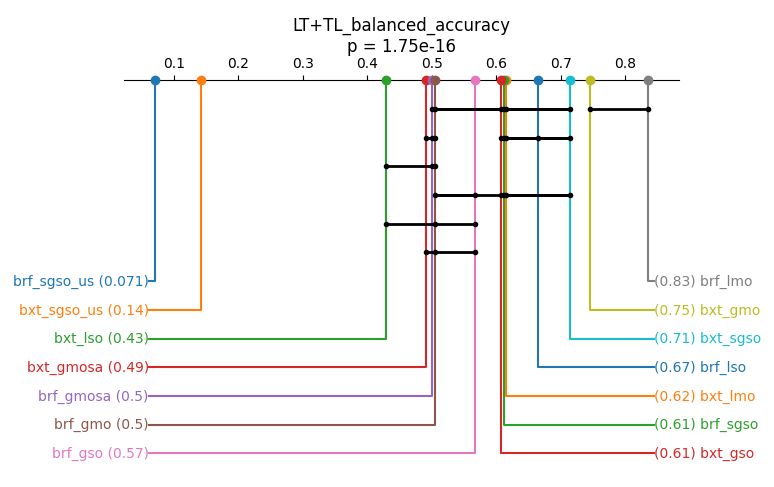 LT+TL_balanced_accuracy
p = 1.75e-16
0.1 0.2 0.3 0.4 0.5 0.6 0.7 0.8
brf_sgso_us (0.071) (0.83) brf_lmo
bxt_sgso_us (0.14) (0.75) bxt_gmo
bxt_lso (0.43) (0.71) bxt_sgso
bxt_gmosa (0.49) (0.67) brf_lso
brf_gmosa (0.5) (0.62) bxt_lmo
brf_gmo (0.5) (0.61) brf_sgso
brf_gso (0.57) (0.61) bxt_gso